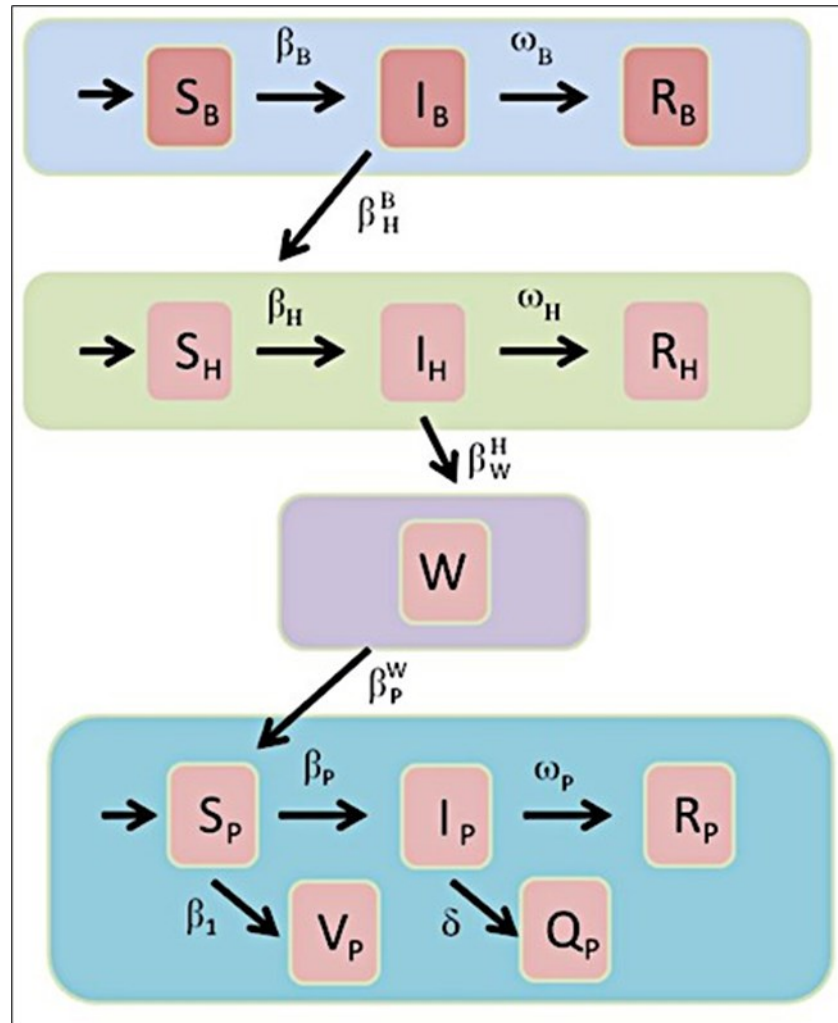 β_B ω_B
S_B I_B R_B
β_H^B
β_H ω_H
S_H I_H R_H
β_W^H
W
β_P^W
β_P ω_P
S_P I_P R_P
β_1 V_P δ Q_P